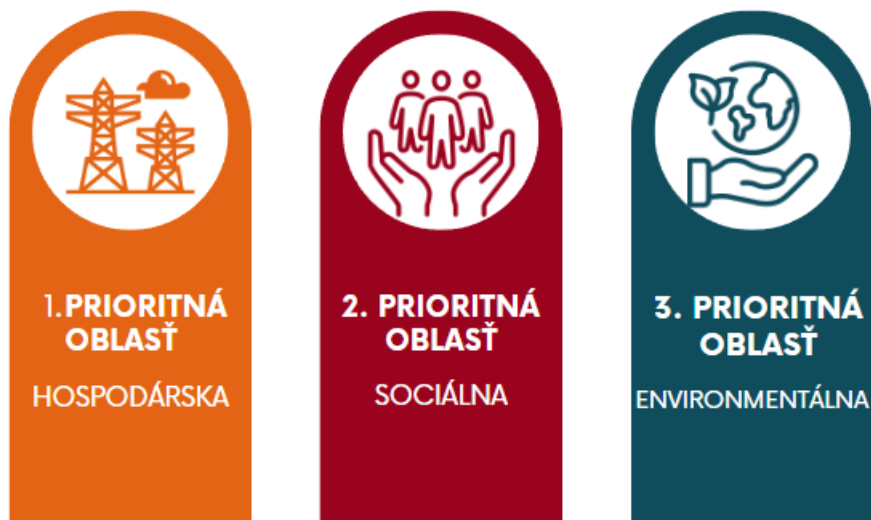 1.PRIORITNÁ
OBLASŤ
HOSPODÁRSKA
2. PRIORITNÁ
OBLASŤ
SOCIÁLNA
3. PRIORITNÁ
OBLASŤ
ENVIRONMENTÁLNA